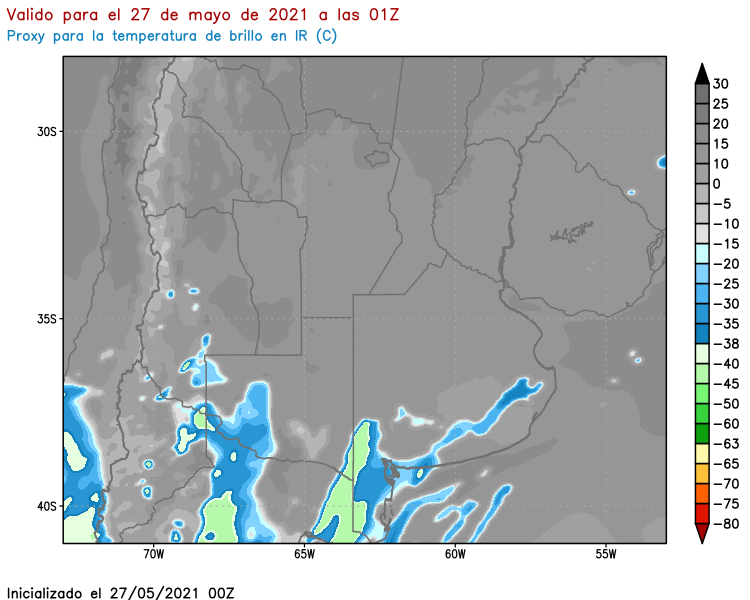 Valido para el 27 de mayo de 2021 a las 01Z
Proxy para la temperatura de brillo en IR (C)
30S
35S
40S
70W
65W
60W
55W
30
25
20
15
10
0
−5
−10
−15
−20
−25
−30
−35
−38
−40
−45
−50
−60
−63
−65
−70
−75
−80
Inicializado el 27/05/2021 00Z